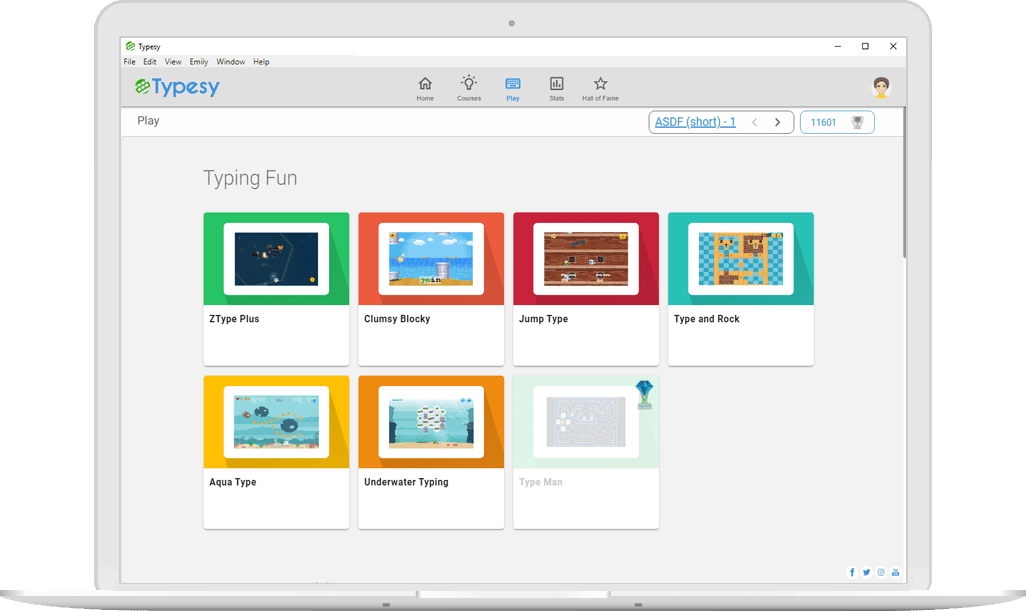 Typesy
File Edit View Emily Window Help
Typesy
Home Courses Play Stats Hall of Fame
Play
ASDF (short) - 1
11601
Typing Fun
ZType Plus
Clumsy Blocky
Jump Type
Type and Rock
join
Aqua Type
Underwater Typing
Type Man